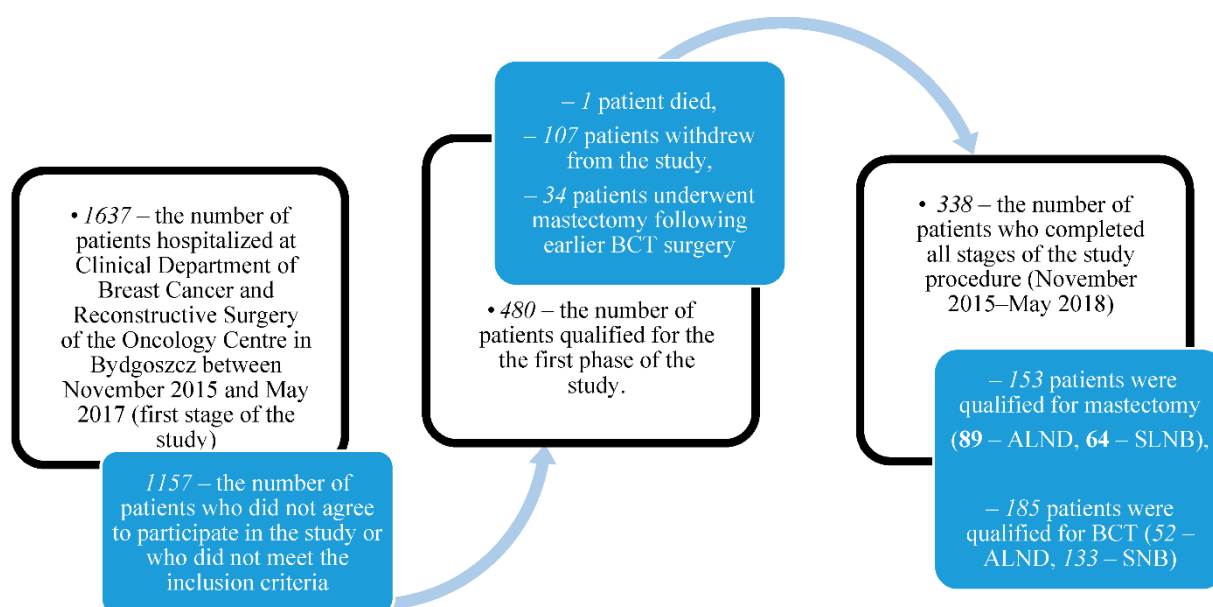 • 1637 – the number of
patients hospitalized at
Clinical Department of
Breast Cancer and
Reconstructive Surgery
of the Oncology Centre in
Bydgoszcz between
November 2015 and May
2017 (first stage of the
study)
1157 – the number of
patients who did not agree
to participate in the study or
who did not meet the
inclusion criteria
– 1 patient died,
– 107 patients withdrew
from the study,
– 34 patients underwent
mastectomy following
earlier BCT surgery
• 480 – the number of
patients qualified for the
the first phase of the
study.
• 338 – the number of
patients who completed
all stages of the study
procedure (November
2015–May 2018)
– 153 patients were
qualified for mastectomy
(89 – ALND, 64 – SLNB),
– 185 patients were
qualified for BCT (52 –
ALND, 133 – SNB)